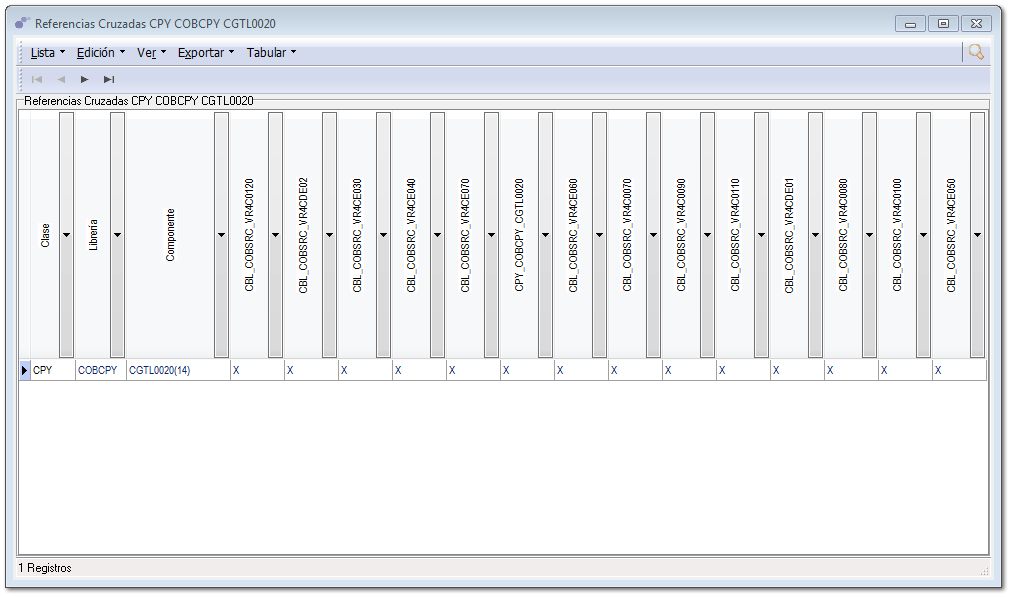 Referencias Cruzadas CPY COBCPY CGTL0020
Lista Edición Ver Exportar Tabular
Referencias Cruzadas CPY COBCPY CGTL0020
Clase
Librería
Componente
CBL_COBSRC_VR4C0120
CBL_COBSRC_VR4CDE02
CBL_COBSRC_VR4CE030
CBL_COBSRC_VR4CE040
CBL_COBSRC_VR4CE070
CPY_COBCPY_CGTL0020
CBL_COBSRC_VR4CE060
CBL_COBSRC_VR4C0070
CBL_COBSRC_VR4C0090
CBL_COBSRC_VR4C0110
CBL_COBSRC_VR4CDE01
CBL_COBSRC_VR4C0080
CBL_COBSRC_VR4C0100
CBL_COBSRC_VR4CE050
CPY COBCPY CGTL0020(14) X X X X X X X X X X X X X X
1 Registros